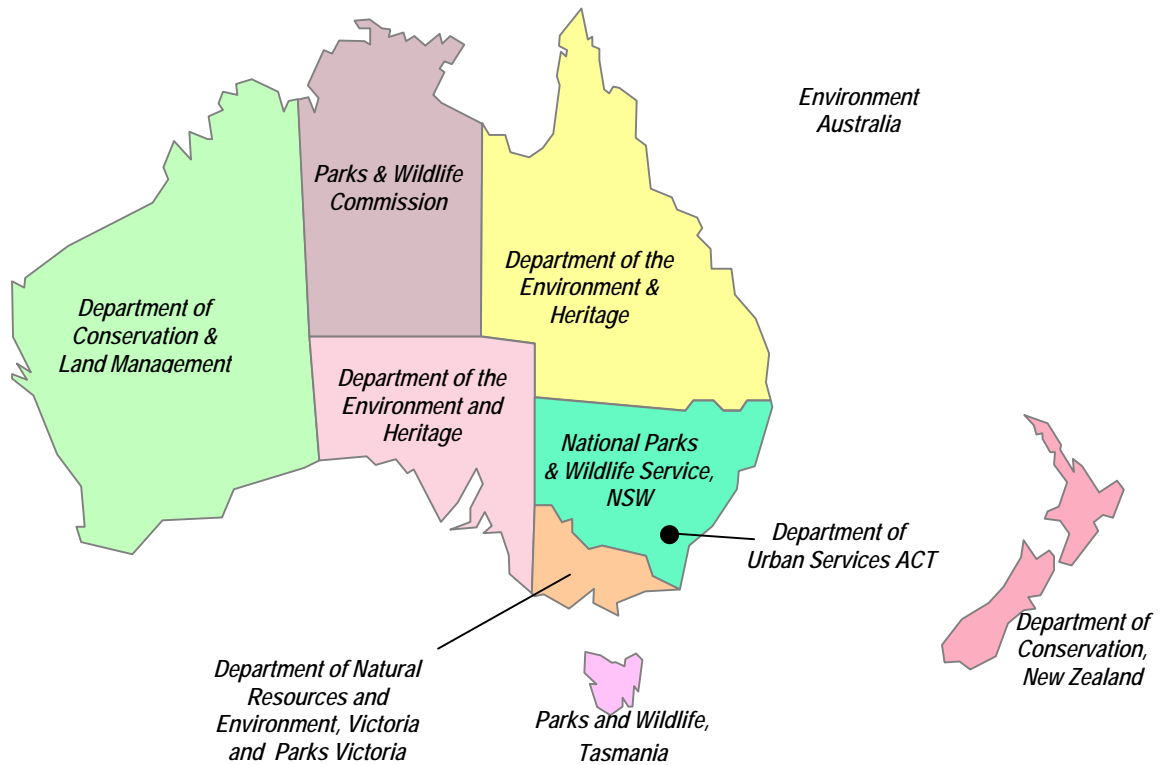 Environment
Australia
Parks & Wildlife
Commission
Department of the
Environment &
Heritage
Department of
Conservation &
Land Management
Department of the
Environment and
Heritage
National Parks
& Wildlife Service,
NSW
Department of
Urban Services ACT
Department of
Conservation,
New Zealand
Department of Natural
Resources and
Environment, Victoria
and Parks Victoria
Parks and Wildlife,
Tasmania